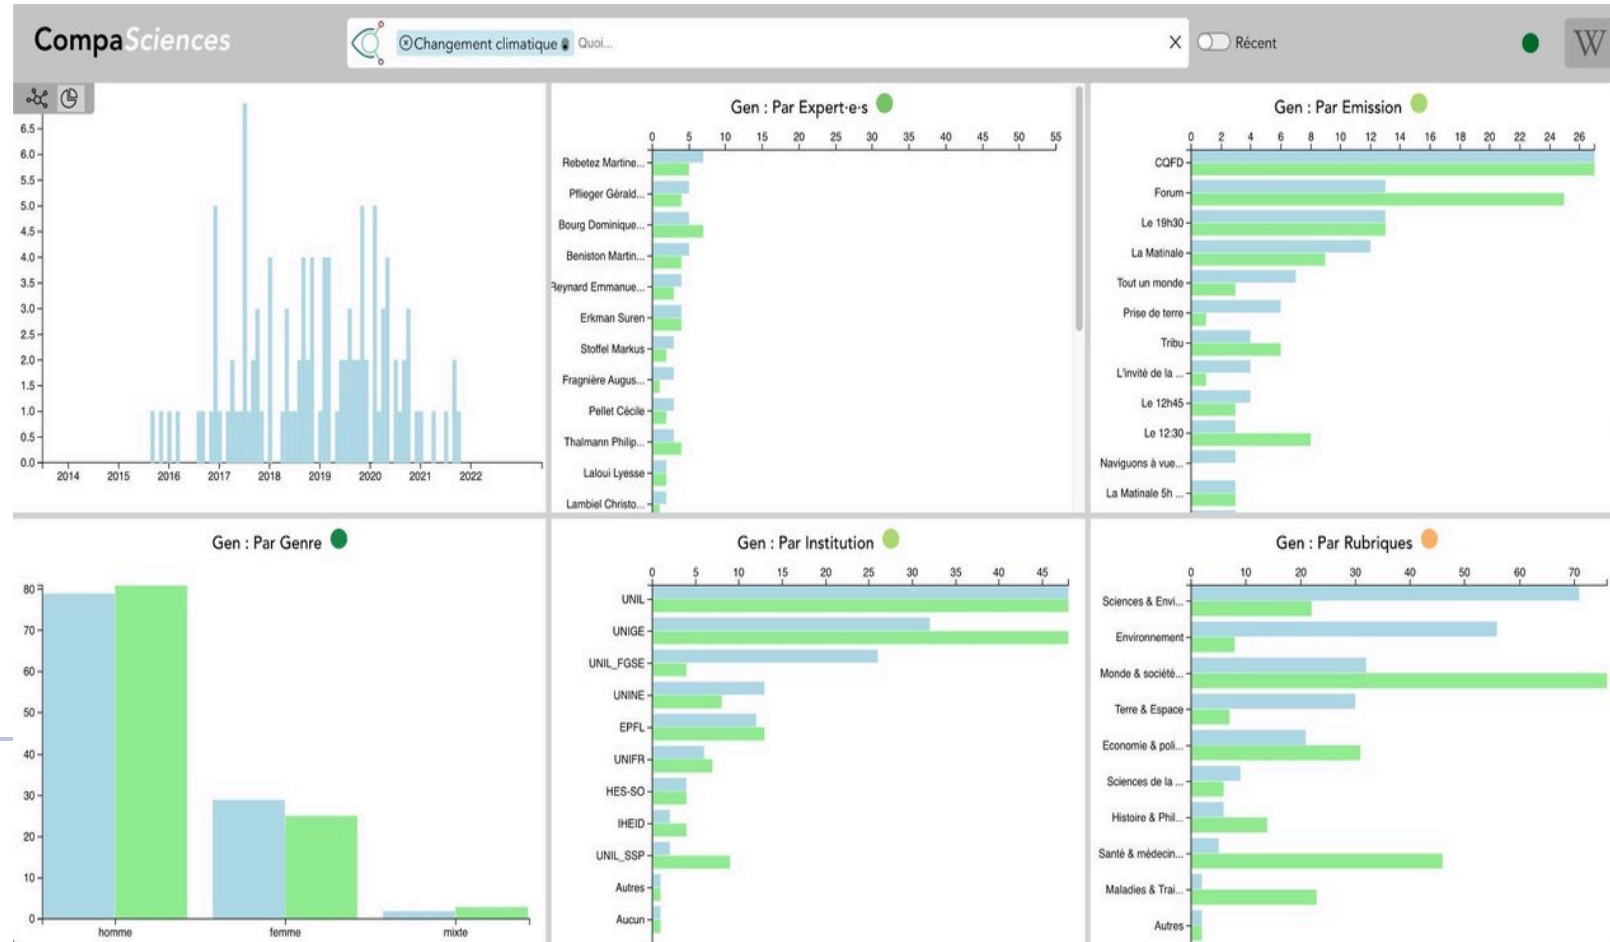 CompaSciences
Changement climatique Quoi...
X
Récent
W
6.5
6.0
5.5
5.0
4.5
4.0
3.5
3.0
2.5
2.0
1.5
1.0
0.5
0.0
2014 2015 2016 2017 2018 2019 2020 2021 2022
Gen : Par Expert·e·s
0 5 10 15 20 25 30 35 40 45 50 55
Rebetez Martine...
Pflieger Gérald...
Bourg Dominique...
Beniston Martin...
Reynard Emmanue...
Erkman Suren
Stoffel Markus
Fragnière Augus...
Pellet Cécile
Thalmann Philip...
Laloui Lyesse
Lambiel Christo...
Gen : Par Emission
0 2 4 6 8 10 12 14 16 18 20 22 24 26
CQFD
Forum
Le 19h30
La Matinale
Tout un monde
Prise de terre
Tribu
L'invité de la ...
Le 12h45
Le 12:30
Naviguons à vue...
La Matinale 5h ...
Gen : Par Genre
80
70
60
50
40
30
20
10
0
homme femme mixte
Gen : Par Institution
0 5 10 15 20 25 30 35 40 45
UNIL
UNIGE
UNIL_FGSE
UNINE
EPFL
UNIFR
HES-SO
IHEID
UNIL_SSP
Autres
Aucun
Gen : Par Rubriques
0 10 20 30 40 50 60 70
Sciences & Envi...
Environnement
Monde & société...
Terre & Espace
Economie & poli...
Sciences de la ...
Histoire & Phil...
Santé & médecin...
Maladies & Trai...
Autres